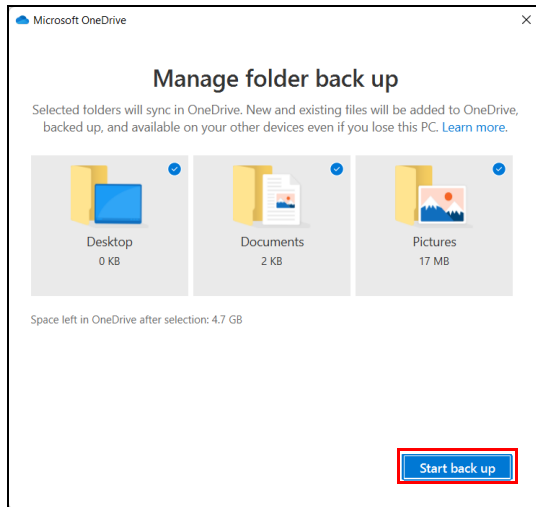 Microsoft OneDrive
Manage folder back up
Selected folders will sync in OneDrive. New and existing files will be added to OneDrive,
backed up, and available on your other devices even if you lose this PC. Learn more.
Desktop
0 KB
Documents
2 KB
Pictures
17 MB
Space left in OneDrive after selection: 4.7 GB
Start back up